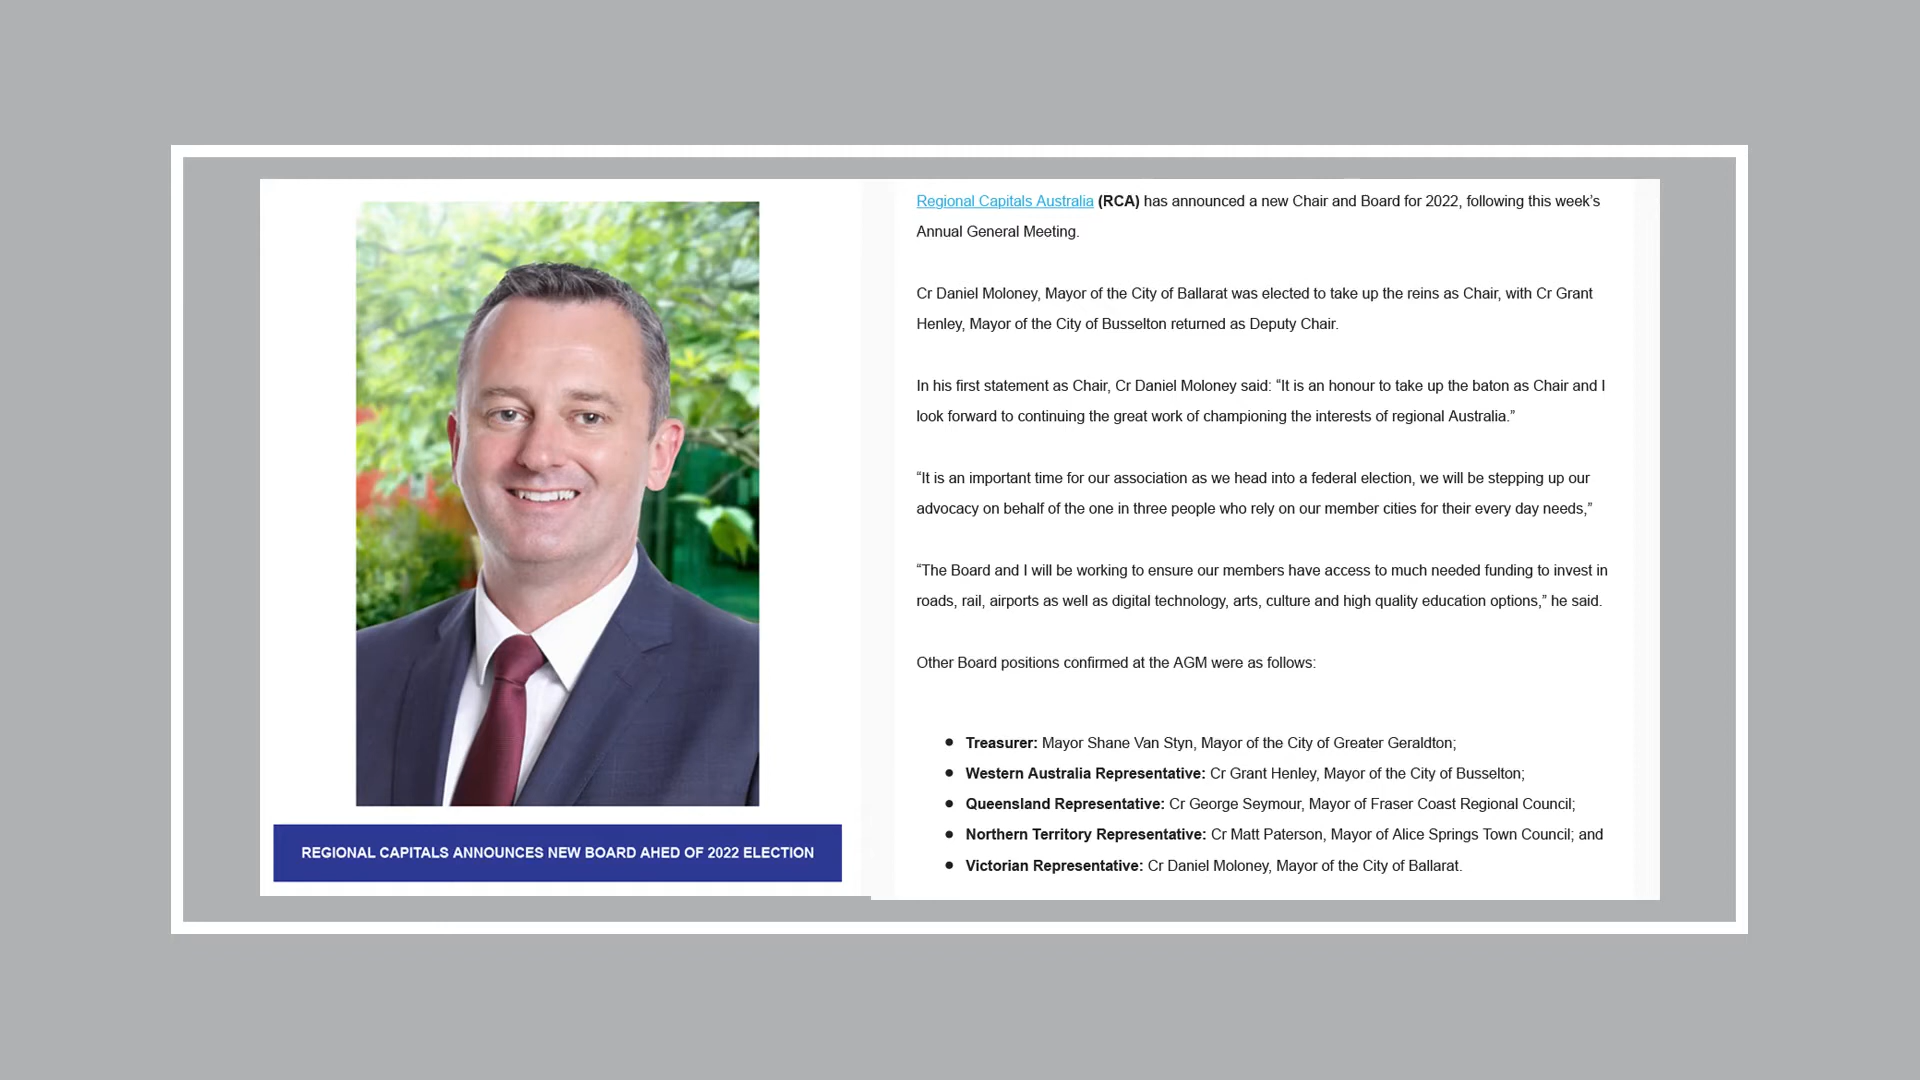 REGIONAL CAPITALS ANNOUNCES NEW BOARD AHED OF 2022 ELECTION
Regional Capitals Australia (RCA) has announced a new Chair and Board for 2022, following this week’s
Annual General Meeting.
Cr Daniel Moloney, Mayor of the City of Ballarat was elected to take up the reins as Chair, with Cr Grant
Henley, Mayor of the City of Busselton returned as Deputy Chair.
In his first statement as Chair, Cr Daniel Moloney said: “It is an honour to take up the baton as Chair and I
look forward to continuing the great work of championing the interests of regional Australia.”
“It is an important time for our association as we head into a federal election, we will be stepping up our
advocacy on behalf of the one in three people who rely on our member cities for their every day needs,”
“The Board and I will be working to ensure our members have access to much needed funding to invest in
roads, rail, airports as well as digital technology, arts, culture and high quality education options,” he said.
Other Board positions confirmed at the AGM were as follows:
● Treasurer: Mayor Shane Van Styn, Mayor of the City of Greater Geraldton;
● Western Australia Representative: Cr Grant Henley, Mayor of the City of Busselton;
● Queensland Representative: Cr George Seymour, Mayor of Fraser Coast Regional Council;
● Northern Territory Representative: Cr Matt Paterson, Mayor of Alice Springs Town Council; and
● Victorian Representative: Cr Daniel Moloney, Mayor of the City of Ballarat.